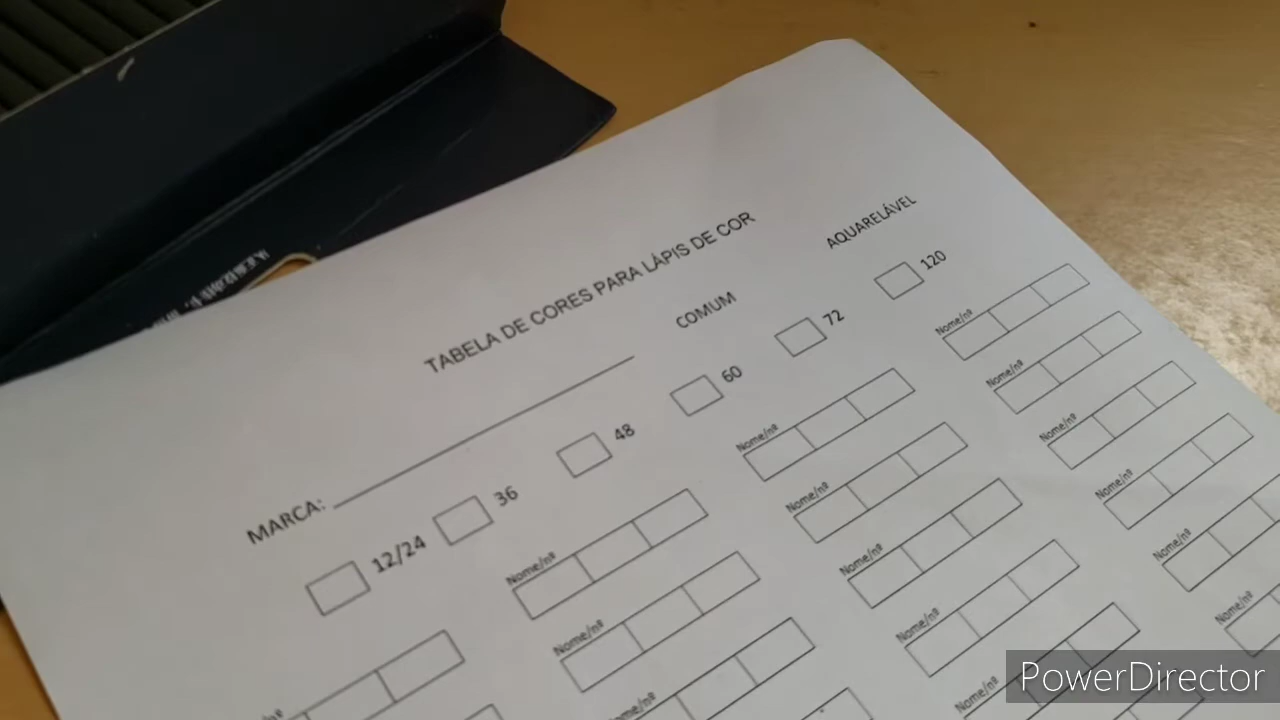 TABELA DE CORES PARA LÁPIS DE COR
MARCA: COMUM AQUARELÁVEL
12/24 36 48 60 72 120
Nome/nº Nome/nº Nome/nº
Nome/nº Nome/nº Nome/nº
Nome/nº Nome/nº Nome/nº
Nome/nº Nome/nº
Nome/nº Nome/nº
Nome/nº
PowerDirector